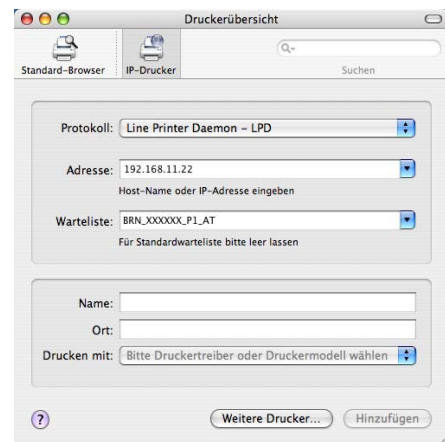 Druckerübersicht
Standard-Browser
IP-Drucker
Suchen
Protokoll: Line Printer Daemon – LPD
Adresse: 192.168.11.22
Host-Name oder IP-Adresse eingeben
Warteliste: BRN_XXXXXX_P1_AT
Für Standardwarteliste bitte leer lassen
Name:
Ort:
Drucken mit: Bitte Druckertreiber oder Druckermodell wählen
? Weitere Drucker... Hinzufügen